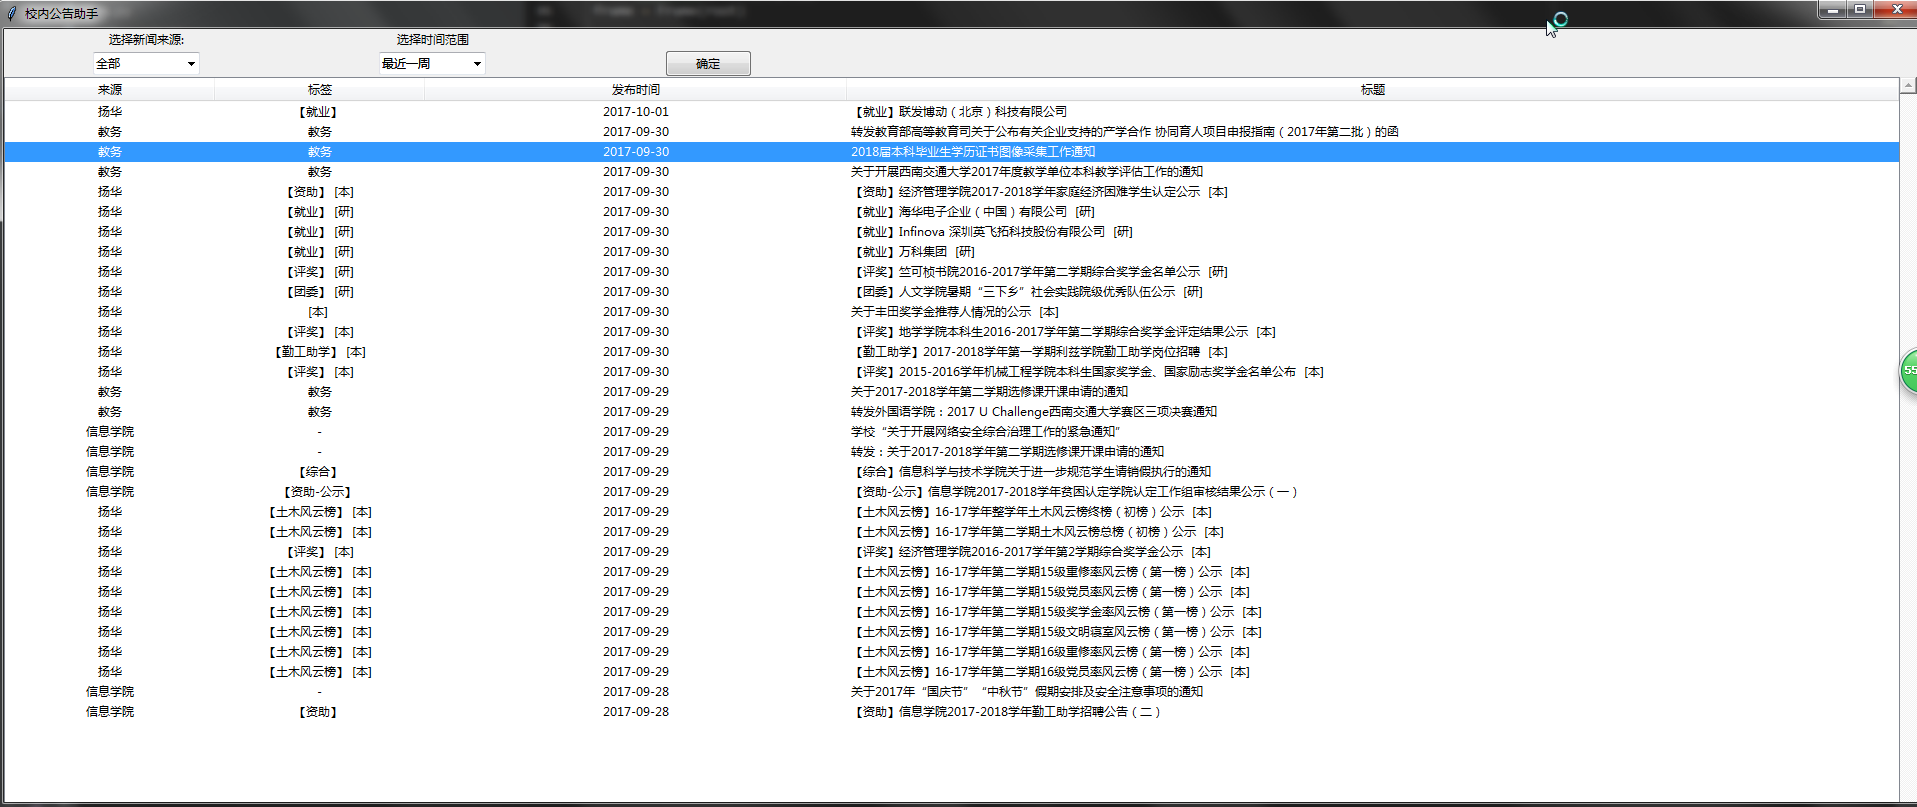 校内公告助手
选择新闻来源: 选择时间范围
全部 最近一周 确定
来源 标签 发布时间 标题
扬华 【就业】 2017-10-01 【就业】联发博动（北京）科技有限公司
教务 教务 2017-09-30 转发教育部高等教育司关于公布有关企业支持的产学合作 协同育人项目申报指南（2017年第二批）的函
教务 教务 2017-09-30 2018届本科毕业生学历证书图像采集工作通知
教务 教务 2017-09-30 关于开展西南交通大学2017年度教学单位本科教学评估工作的通知
扬华 【资助】 [本] 2017-09-30 【资助】经济管理学院2017-2018学年家庭经济困难学生认定公示 [本]
扬华 【就业】 [研] 2017-09-30 【就业】海华电子企业（中国）有限公司 [研]
扬华 【就业】 [研] 2017-09-30 【就业】Infinova 深圳英飞拓科技股份有限公司 [研]
扬华 【就业】 [研] 2017-09-30 【就业】万科集团 [研]
扬华 【评奖】 [研] 2017-09-30 【评奖】竺可桢书院2016-2017学年第二学期综合奖学金名单公示 [研]
扬华 【团委】 [研] 2017-09-30 【团委】人文学院暑期“三下乡”社会实践院级优秀队伍公示 [研]
扬华 [本] 2017-09-30 关于丰田奖学金推荐人情况的公示 [本]
扬华 【评奖】 [本] 2017-09-30 【评奖】地学学院本科生2016-2017学年第二学期综合奖学金评定结果公示 [本]
扬华 【勤工助学】 [本] 2017-09-30 【勤工助学】2017-2018学年第一学期利兹学院勤工助学岗位招聘 [本]
扬华 【评奖】 [本] 2017-09-30 【评奖】2015-2016学年机械工程学院本科生国家奖学金、国家励志奖学金名单公布 [本]
教务 教务 2017-09-29 关于2017-2018学年第二学期选修课开课申请的通知
教务 教务 2017-09-29 转发外国语学院：2017 U Challenge西南交通大学赛区三项决赛通知
信息学院 - 2017-09-29 学校“关于开展网络安全综合治理工作的紧急通知”
信息学院 - 2017-09-29 转发：关于2017-2018学年第二学期选修课开课申请的通知
信息学院 【综合】 2017-09-29 【综合】信息科学与技术学院关于进一步规范学生请销假执行的通知
信息学院 【资助-公示】 2017-09-29 【资助-公示】信息学院2017-2018学年贫困认定学院认定工作组审核结果公示（一）
扬华 【土木风云榜】 [本] 2017-09-29 【土木风云榜】16-17学年整学年土木风云榜终榜（初榜）公示 [本]
扬华 【土木风云榜】 [本] 2017-09-29 【土木风云榜】16-17学年第二学期土木风云榜总榜（初榜）公示 [本]
扬华 【评奖】 [本] 2017-09-29 【评奖】经济管理学院2016-2017学年第2学期综合奖学金公示 [本]
扬华 【土木风云榜】 [本] 2017-09-29 【土木风云榜】16-17学年第二学期15级重修率风云榜（第一榜）公示 [本]
扬华 【土木风云榜】 [本] 2017-09-29 【土木风云榜】16-17学年第二学期15级党员率风云榜（第一榜）公示 [本]
扬华 【土木风云榜】 [本] 2017-09-29 【土木风云榜】16-17学年第二学期15级奖学金率风云榜（第一榜）公示 [本]
扬华 【土木风云榜】 [本] 2017-09-29 【土木风云榜】16-17学年第二学期15级文明寝室风云榜（第一榜）公示 [本]
扬华 【土木风云榜】 [本] 2017-09-29 【土木风云榜】16-17学年第二学期16级重修率风云榜（第一榜）公示 [本]
扬华 【土木风云榜】 [本] 2017-09-29 【土木风云榜】16-17学年第二学期16级党员率风云榜（第一榜）公示 [本]
信息学院 - 2017-09-28 关于2017年“国庆节”“中秋节”假期安排及安全注意事项的通知
信息学院 【资助】 2017-09-28 【资助】信息学院2017-2018学年勤工助学招聘公告（二）
55